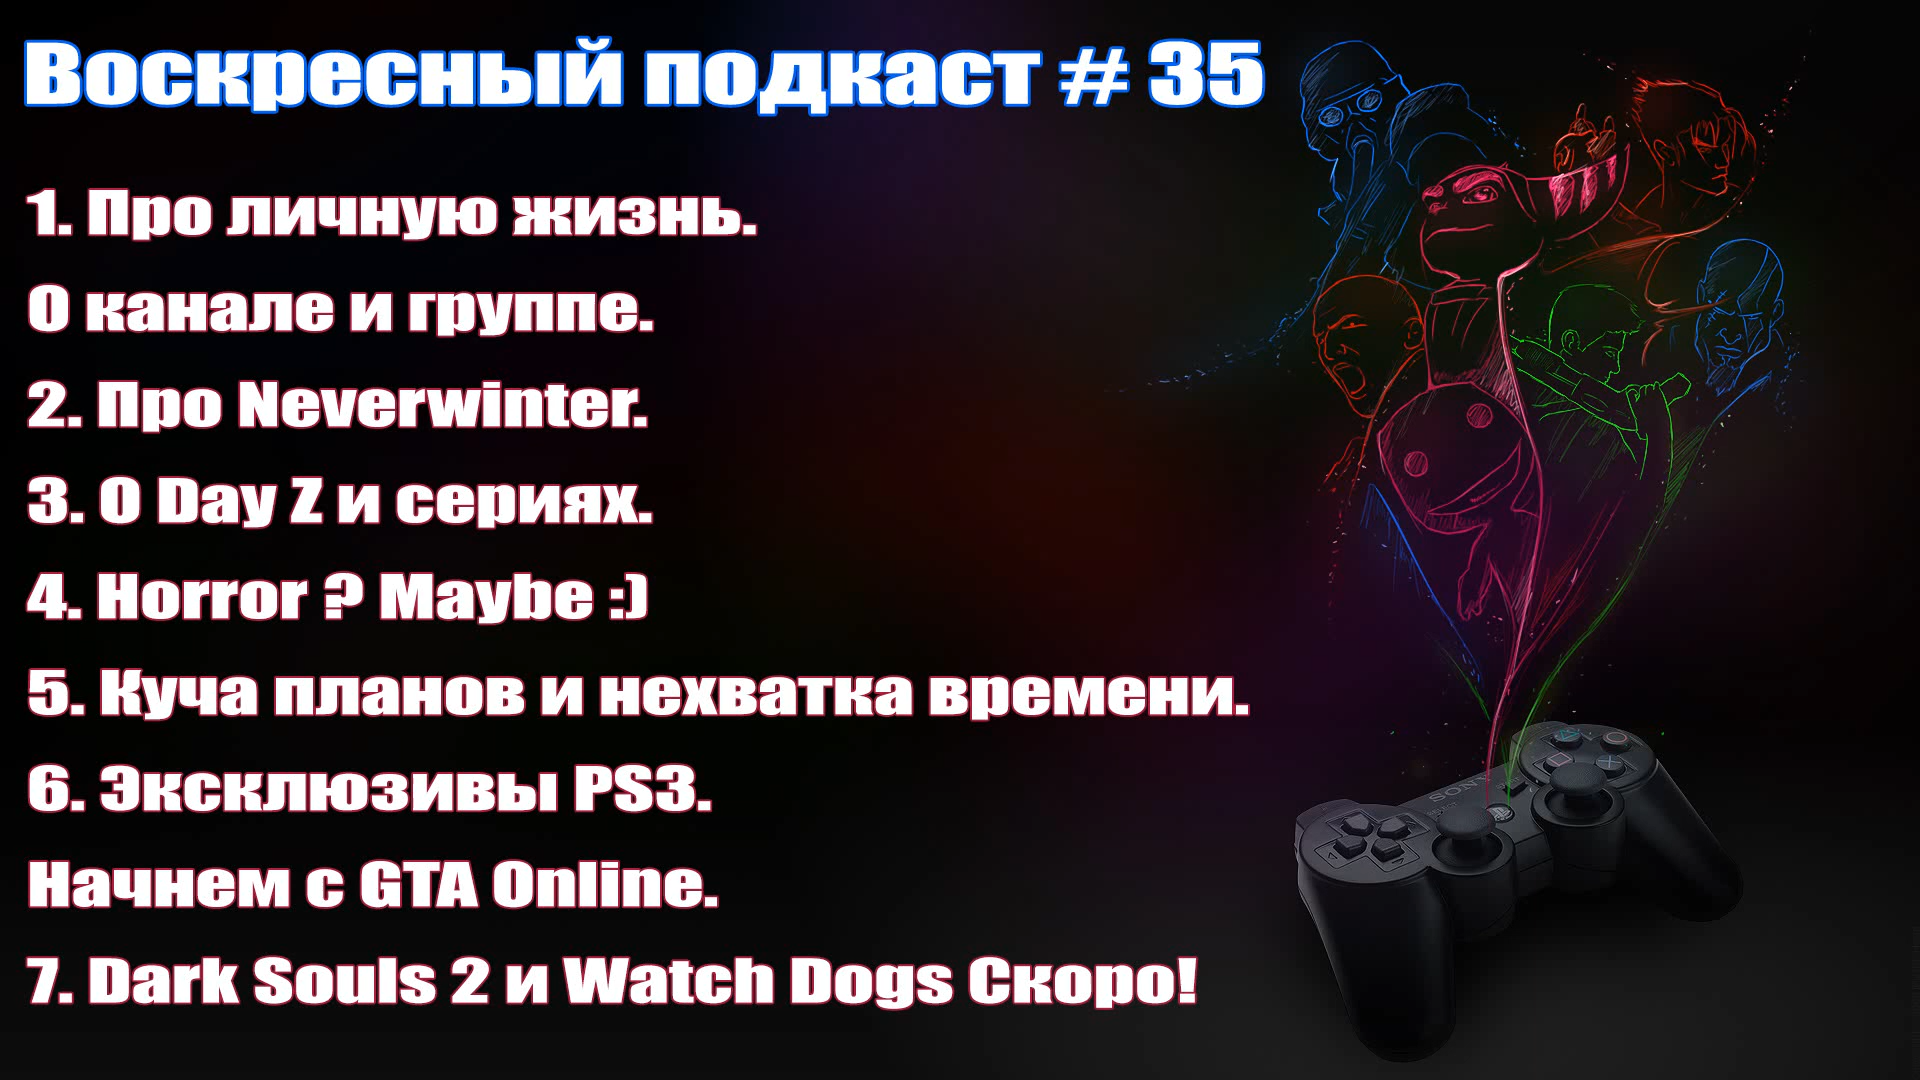 Воскресный подкаст # 35
1. Про личную жизнь.
О канале и группе.
2. Про Neverwinter.
3. О Day Z и сериях.
4. Horror ? Maybe :)
5. Куча планов и нехватка времени.
6. Эксклюзивы PS3.
Начнем с GTA Online.
7. Dark Souls 2 и Watch Dogs Скоро!
SONY